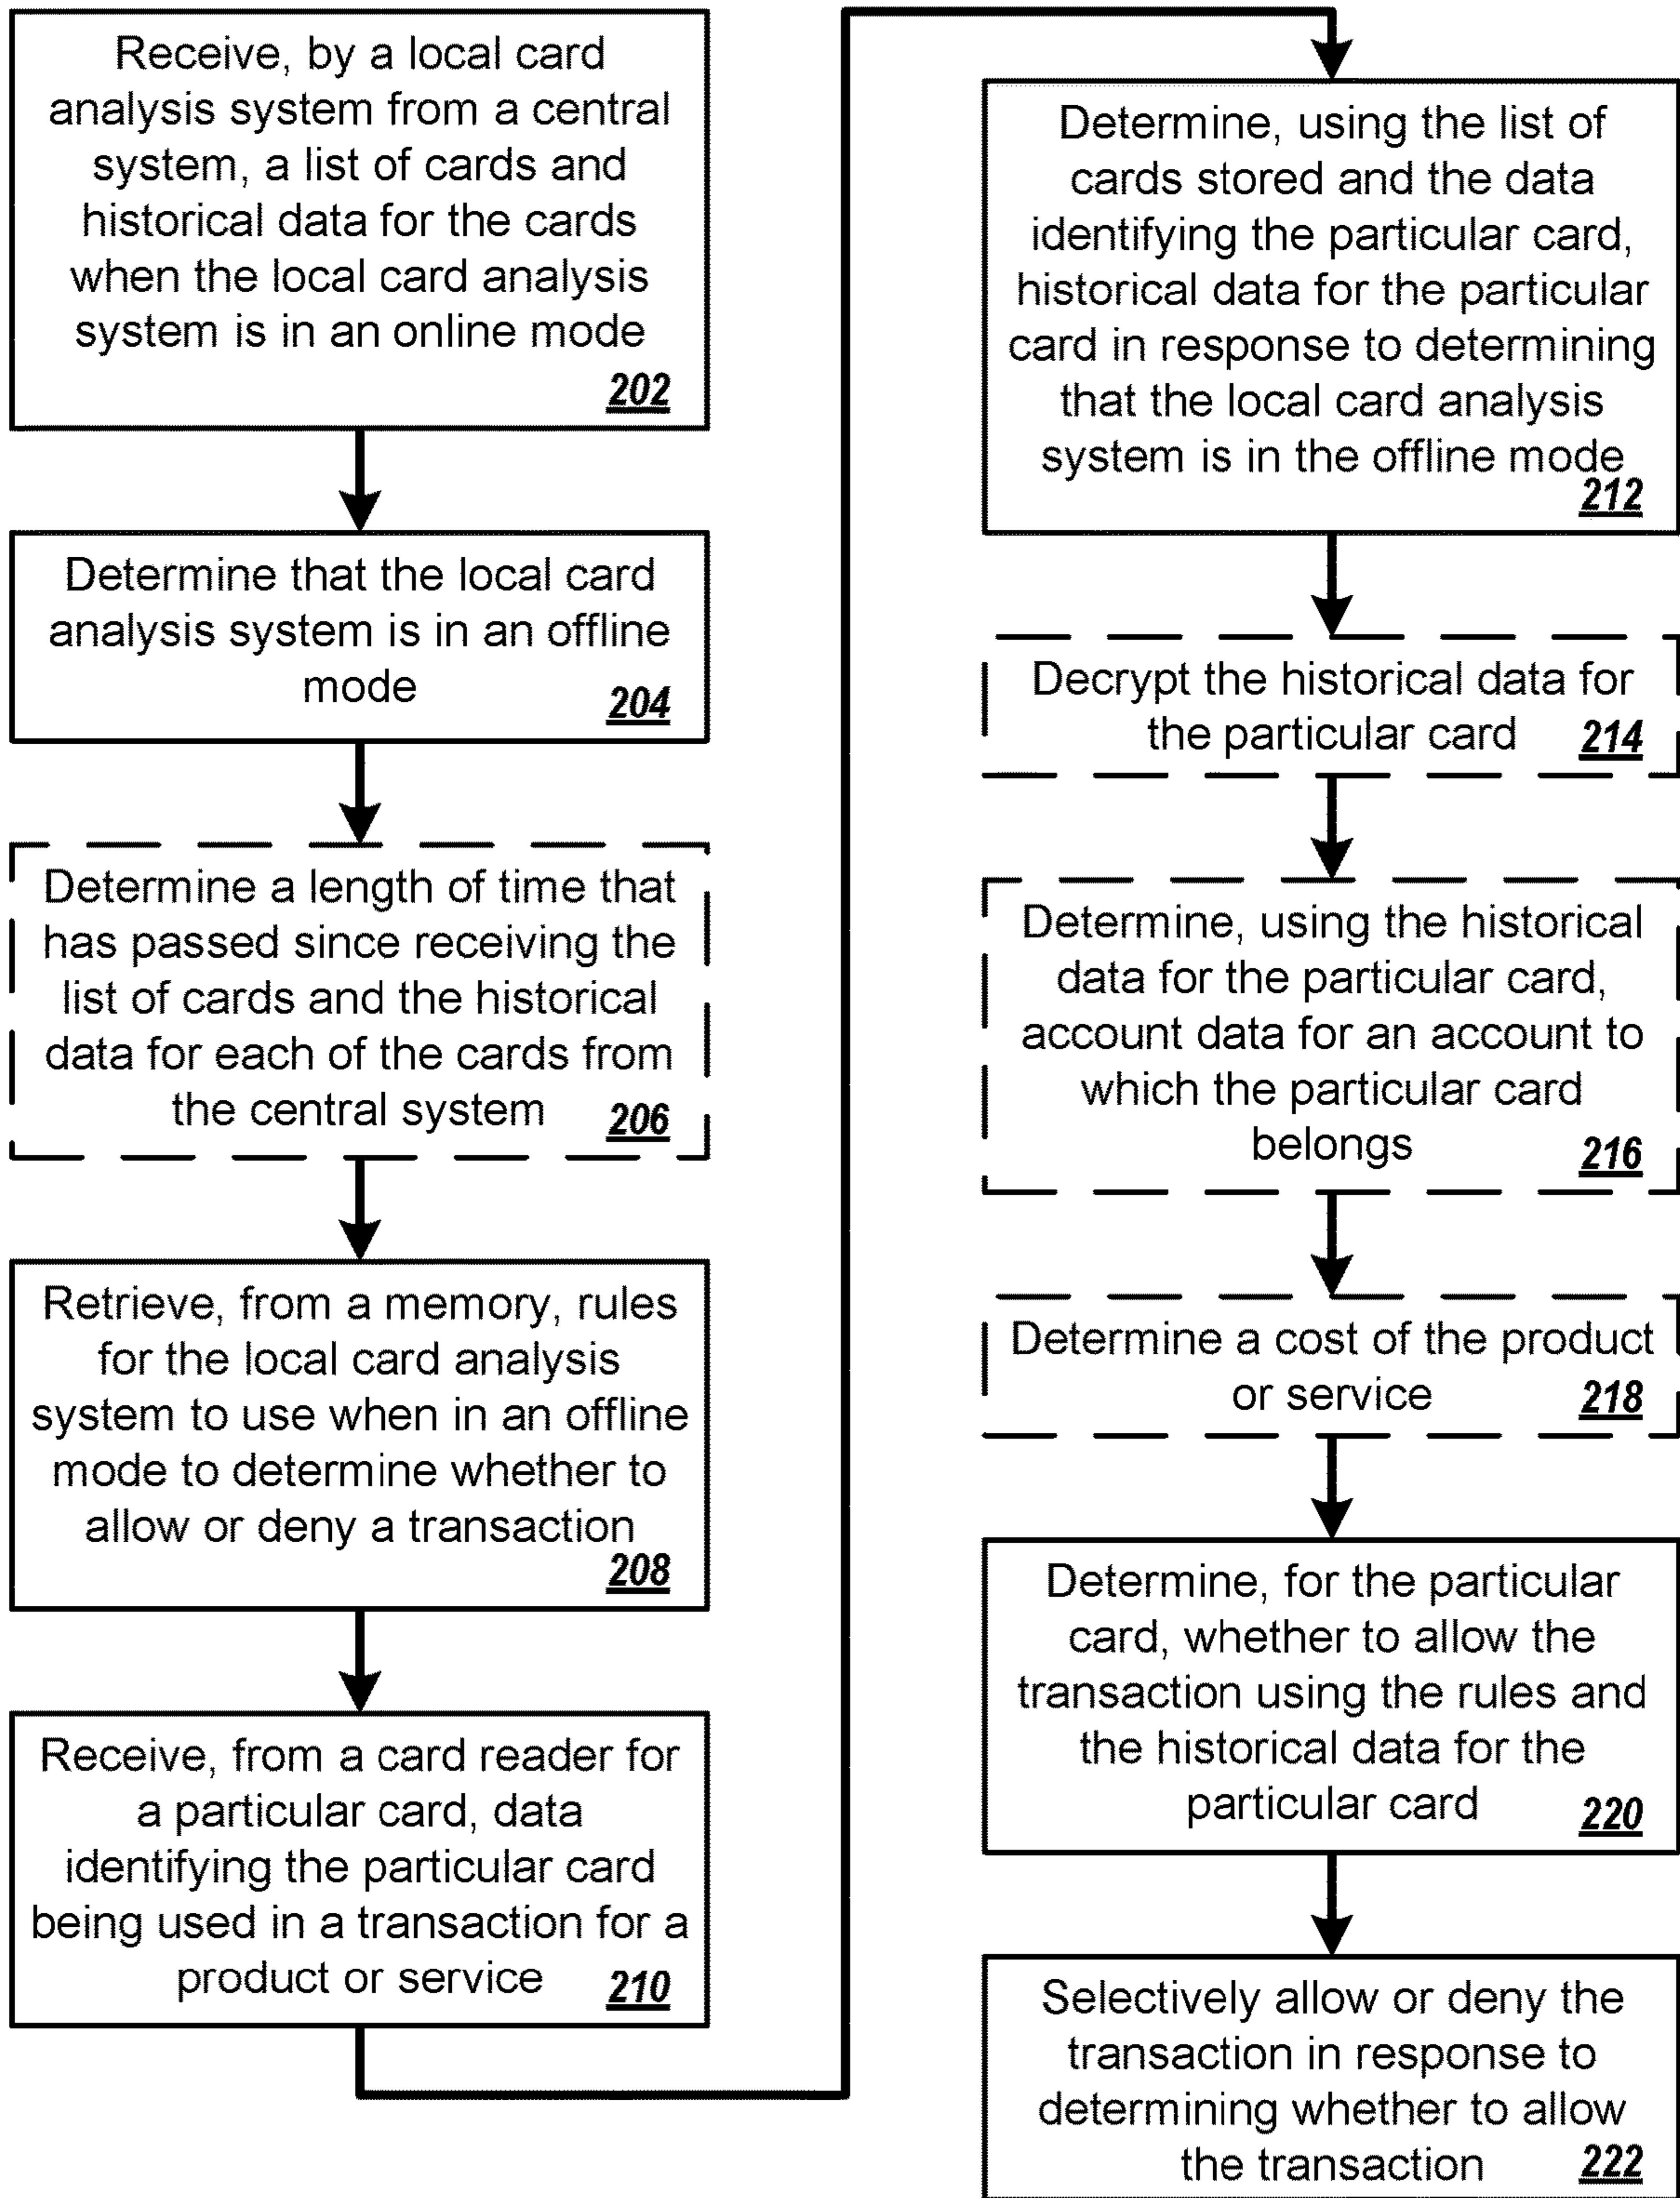 Receive, by a local card
analysis system from a central
system, a list of cards and
historical data for the cards
when the local card analysis
system is in an online mode
202
Determine that the local card
analysis system is in an offline
mode 204
Determine a length of time that
has passed since receiving the
list of cards and the historical
data for each of the cards from
the central system 206
Retrieve, from a memory, rules
for the local card analysis
system to use when in an offline
mode to determine whether to
allow or deny a transaction
208
Receive, from a card reader for
a particular card, data
identifying the particular card
being used in a transaction for a
product or service 210
Determine, using the list of
cards stored and the data
identifying the particular card,
historical data for the particular
card in response to determining
that the local card analysis
system is in the offline mode
212
Decrypt the historical data for
the particular card 214
Determine, using the historical
data for the particular card,
account data for an account to
which the particular card
belongs 216
Determine a cost of the product
or service 218
Determine, for the particular
card, whether to allow the
transaction using the rules and
the historical data for the
particular card 220
Selectively allow or deny the
transaction in response to
determining whether to allow
the transaction 222